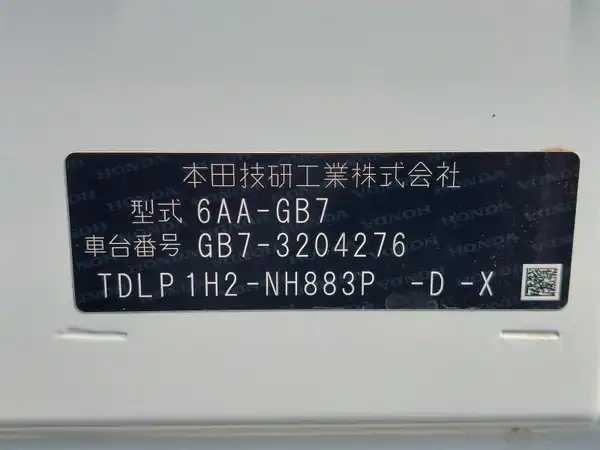 本田技研工業株式会社
型式 6AA-GB7
車台番号 GB7-3204276
TDLP1H2-NH883P -D -X